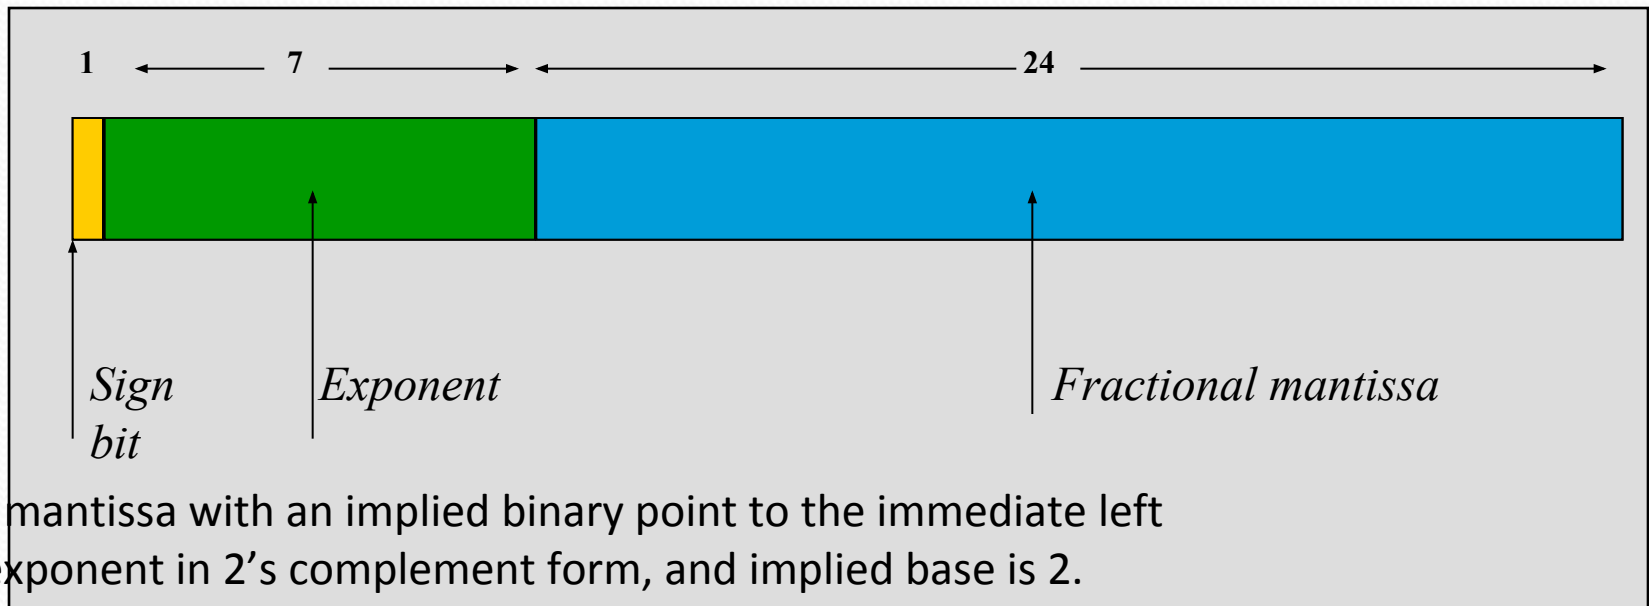 1 7 24
Sign
bit
Exponent
Fractional mantissa
mantissa with an implied binary point to the immediate left
exponent in 2’s complement form, and implied base is 2.